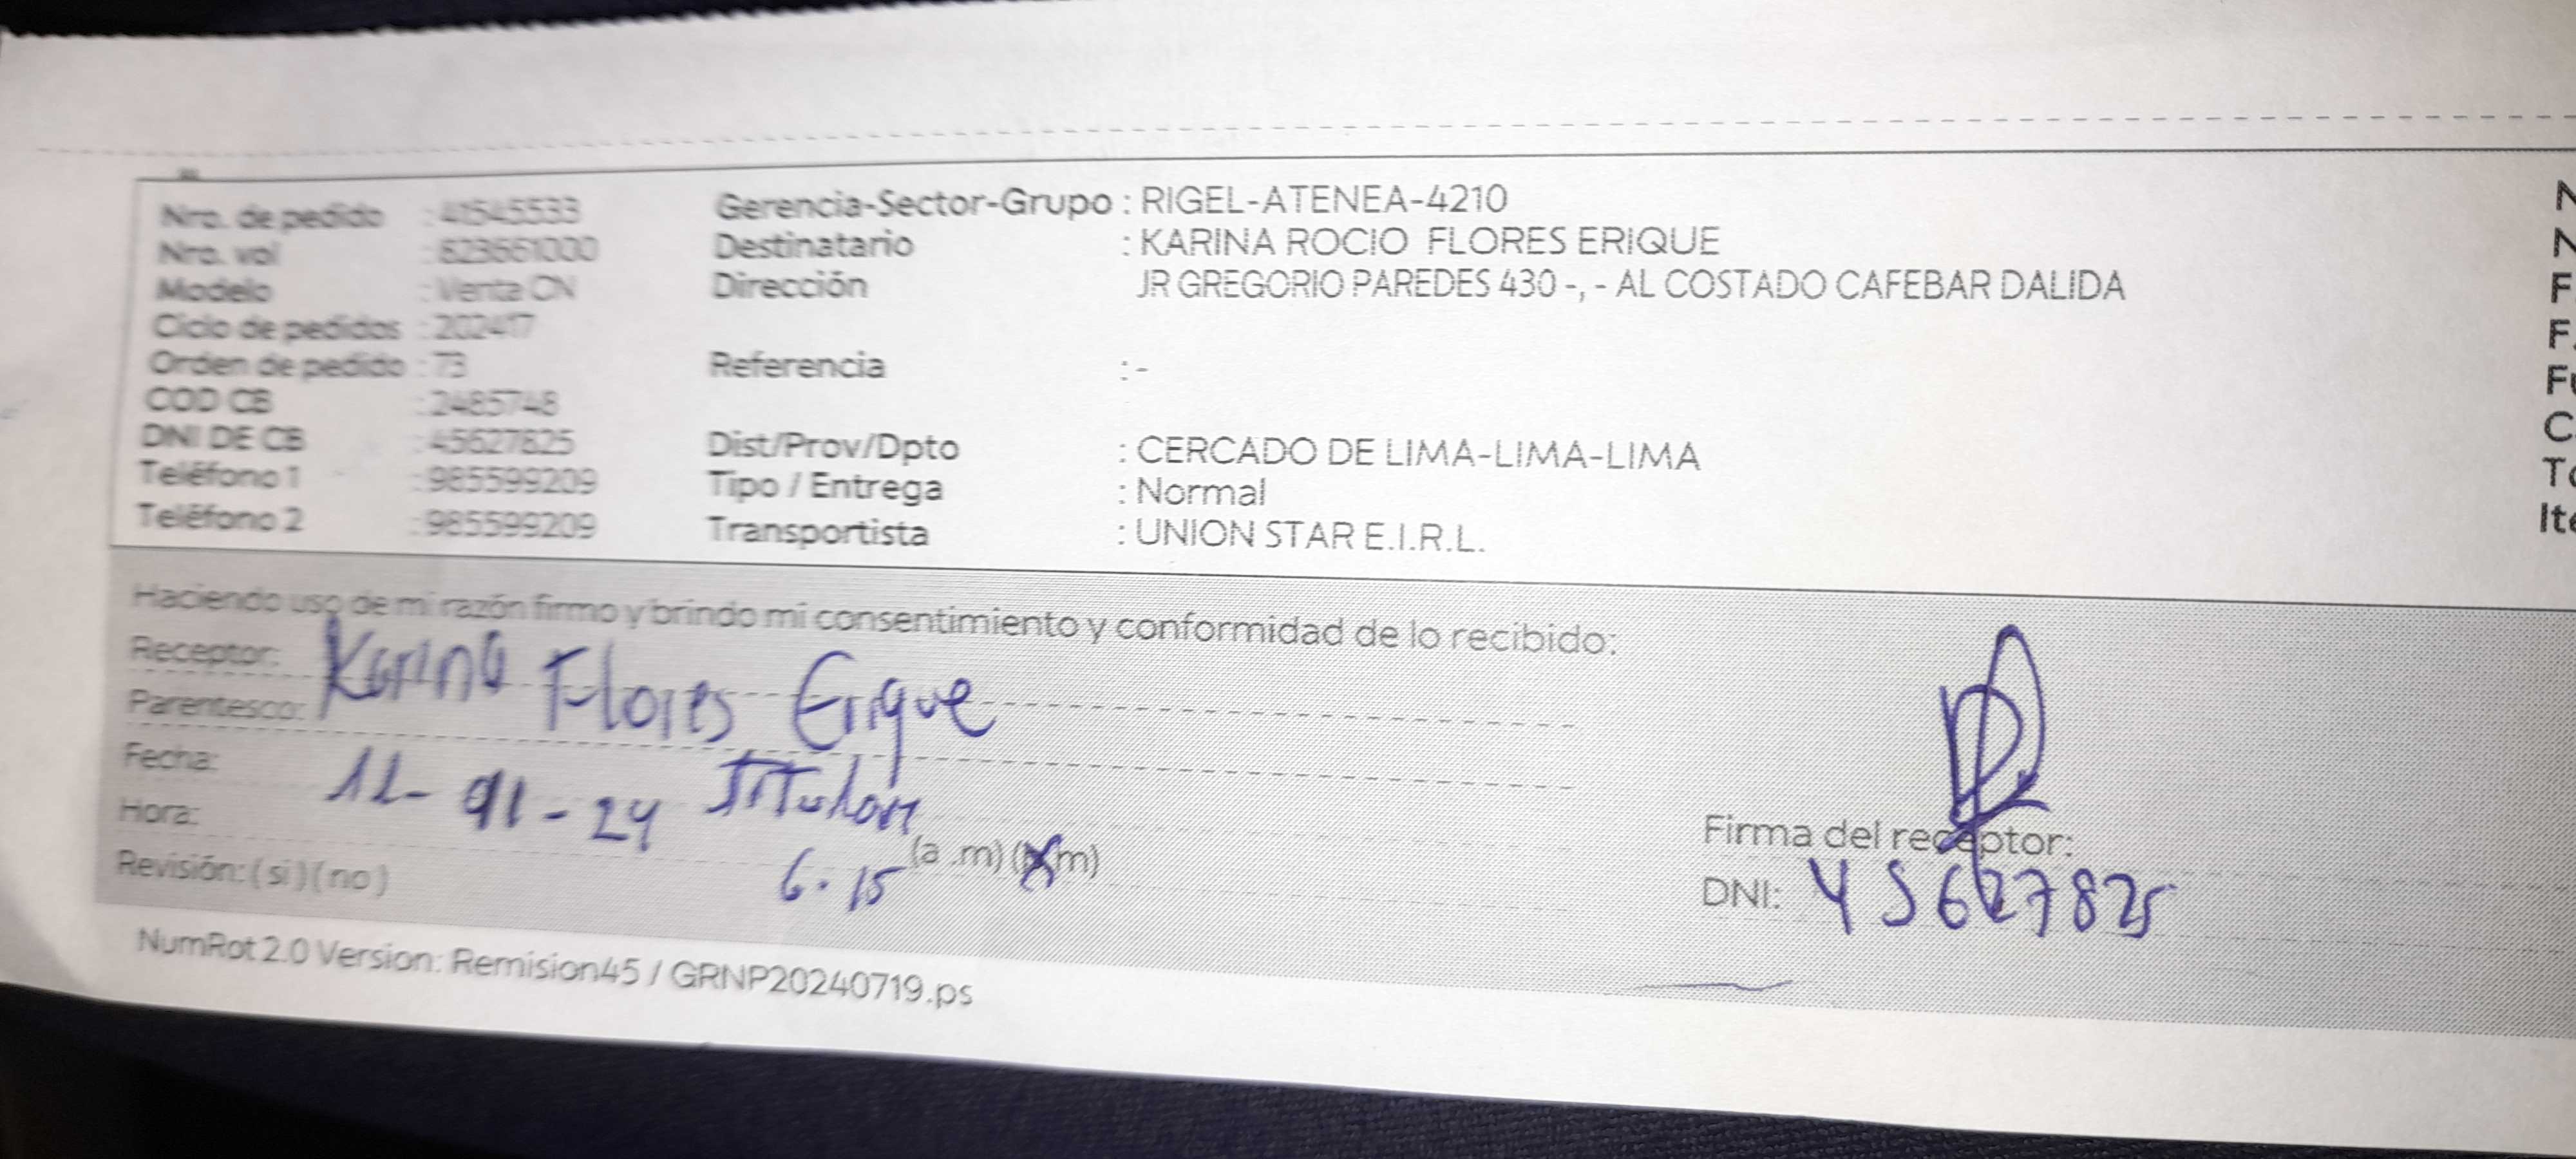 Nro. de pedido : 41545533 Gerencia-Sector-Grupo : RIGEL-ATENEA-4210
Nro. val : 823661000 Destinatario : KARINA ROCIO FLORES ERIQUE
Modelo : Venta CN Dirección JR GREGORIO PAREDES 430 -, - AL COSTADO CAFEBAR DALIDA
Ciclo de pedidos : 202417
Orden de pedido : 73 Referencia : -
COD CB : 2485748
DNI DE CB : 45627825 Dist/Prov/Dpto : CERCADO DE LIMA-LIMA-LIMA
Teléfono 1 : 985599209 Tipo / Entrega : Normal
Teléfono 2 : 985599209 Transportista : UNION STAR E.I.R.L.
Haciendo uso de mi razón firmo y brindo mi consentimiento y conformidad de lo recibido:
Receptor: Karina Flores Erique
Parentesco: Titular
Fecha: 11- -24
Hora: 6.15 (a .m) ( m)
Revisión: ( si ) ( no )
Firma del receptor:
DNI: 45627825
NumRot 2.0 Version: Remision45 / GRNP20240719.ps